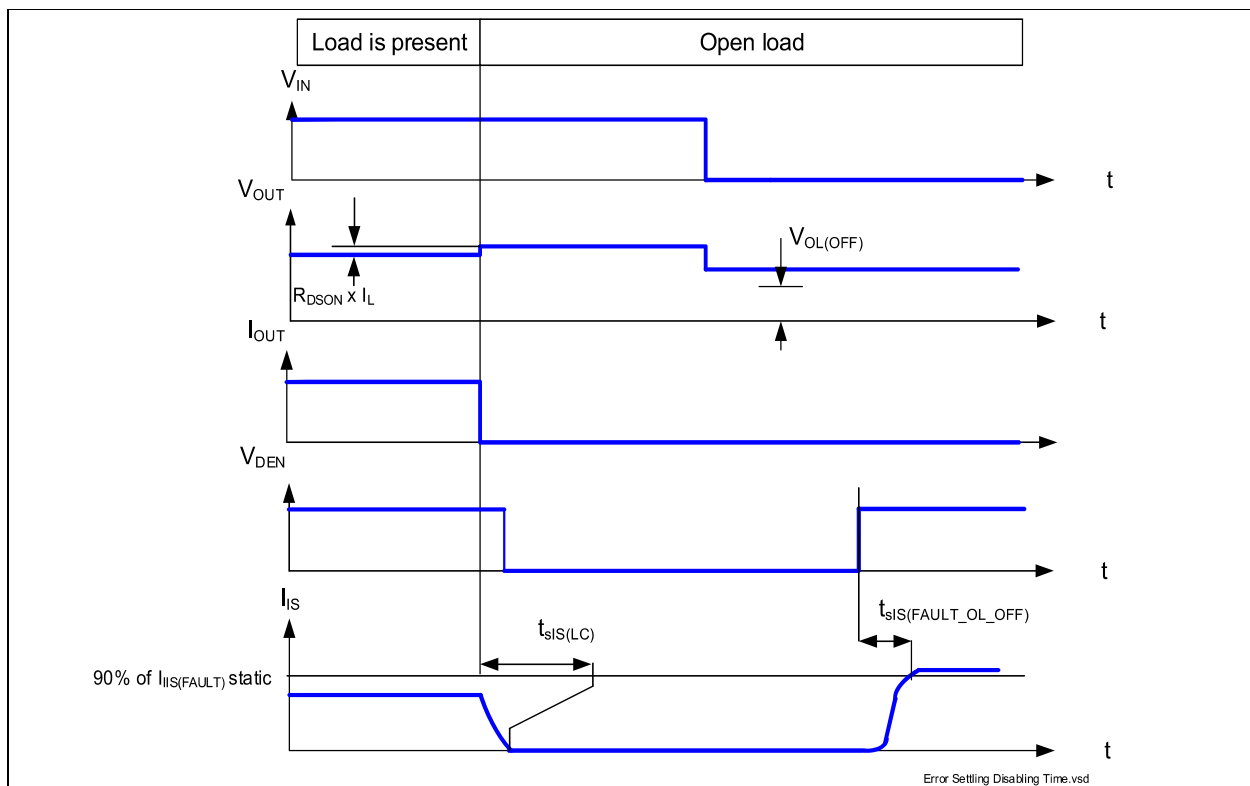 Load is present
Open load
VIN
t
VOUT
VOL(OFF)
RDSON x IL
t
IOUT
VDEN
t
IIS
tsIS(LC)
tsIS(FAULT_OL_OFF)
90% of IIIS(FAULT) static
t
Error Settling Disabling Time.vsd